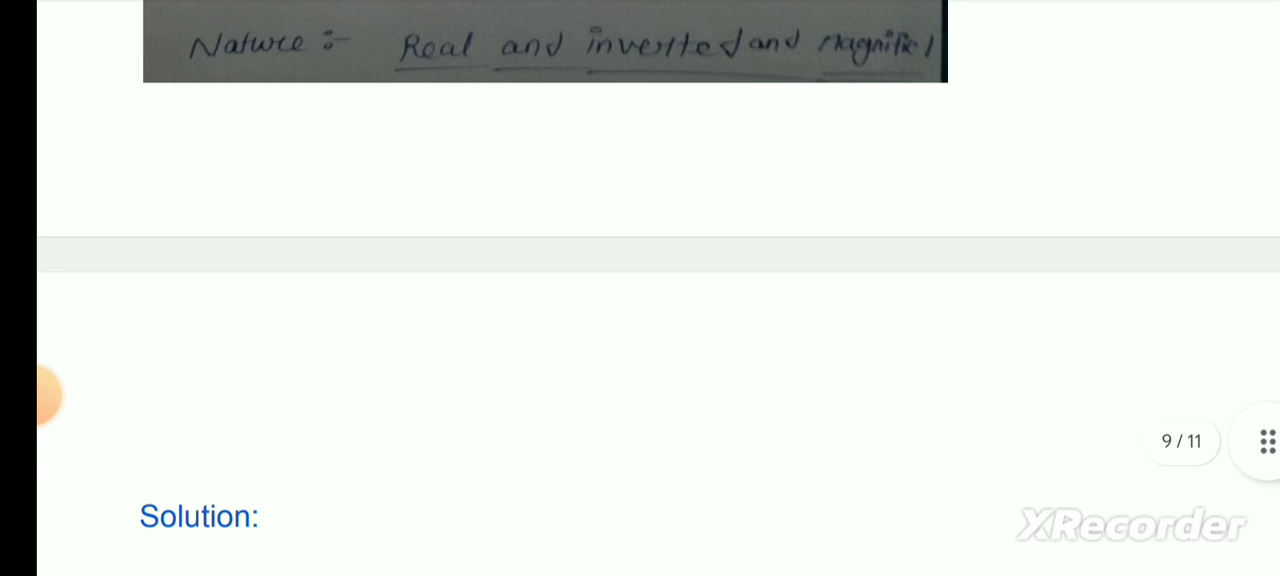 Nature :- Real and inverted and Magnified
9 / 11
Solution:
XRecorder